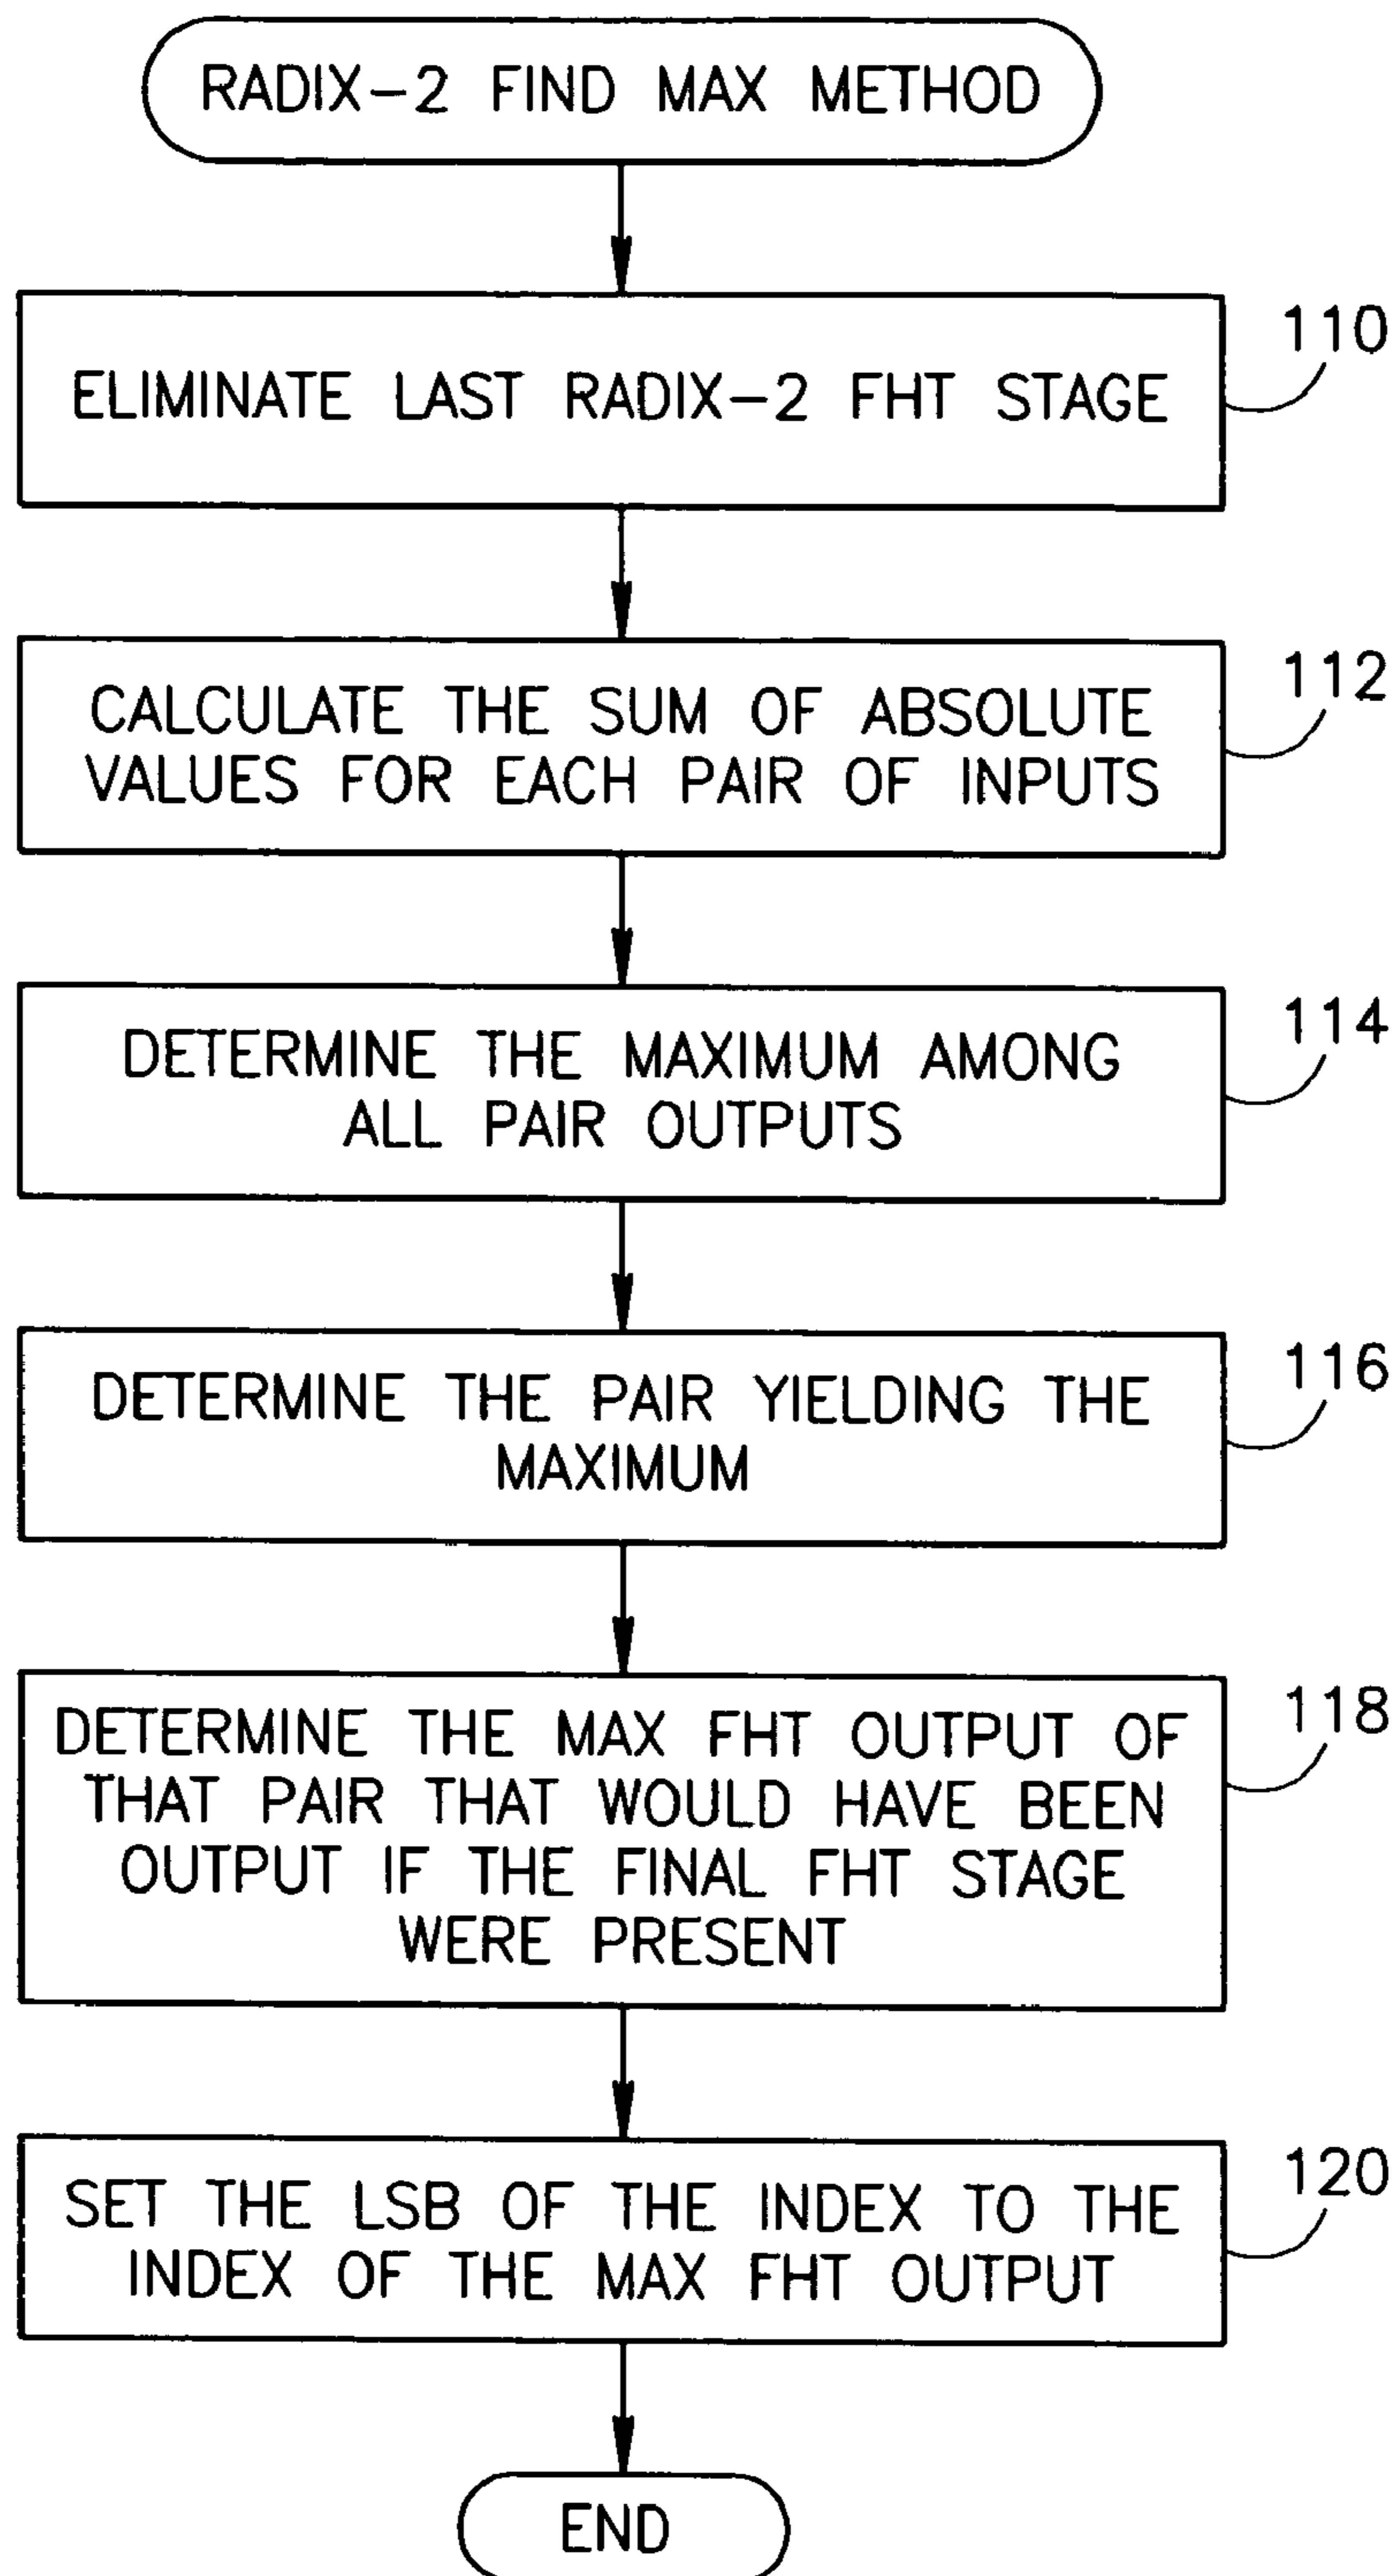 RADIX-2 FIND MAX METHOD
ELIMINATE LAST RADIX-2 FHT STAGE
110
CALCULATE THE SUM OF ABSOLUTE
VALUES FOR EACH PAIR OF INPUTS
112
DETERMINE THE MAXIMUM AMONG
ALL PAIR OUTPUTS
114
DETERMINE THE PAIR YIELDING THE
MAXIMUM
116
DETERMINE THE MAX FHT OUTPUT OF
THAT PAIR THAT WOULD HAVE BEEN
OUTPUT IF THE FINAL FHT STAGE
WERE PRESENT
118
SET THE LSB OF THE INDEX TO THE
INDEX OF THE MAX FHT OUTPUT
120
END